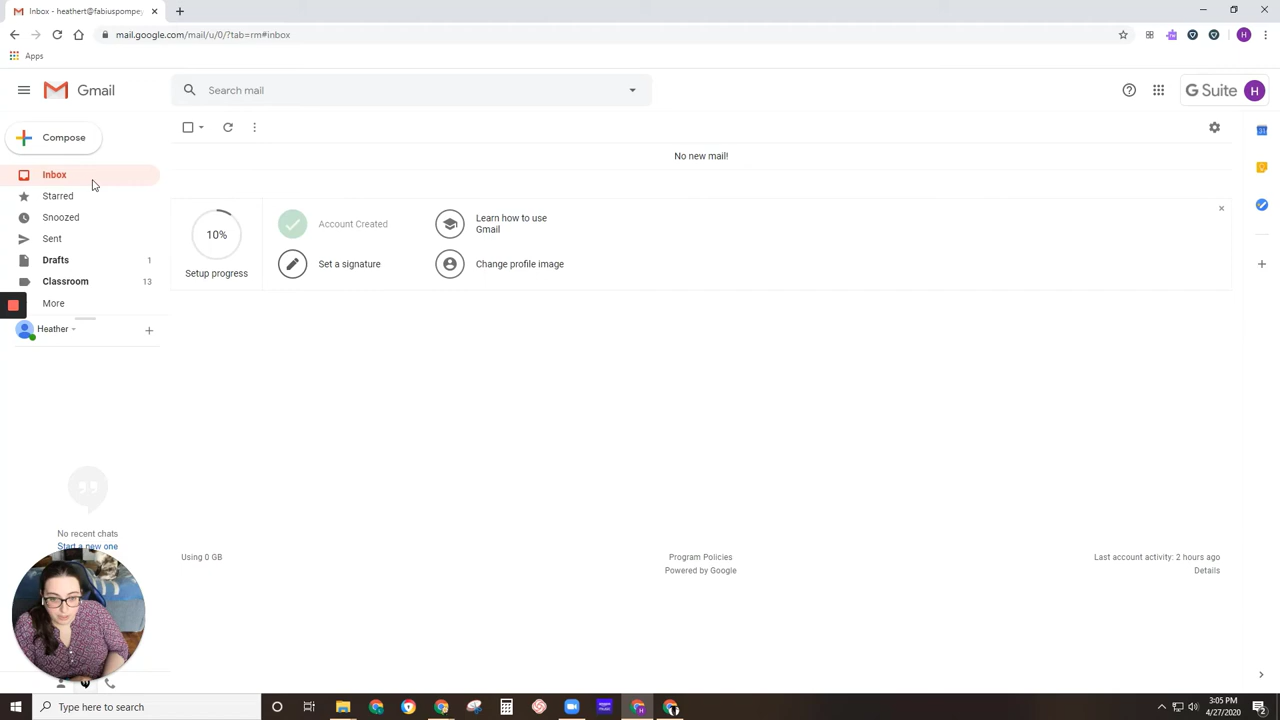 Inbox - heathert@fabiuspompey
mail.google.com/mail/u/0/?tab=rm#inbox
H
Apps
Gmail
Search mail
G Suite
H
Compose
No new mail!
Inbox
Starred
Snoozed
Sent
Drafts 1
Classroom 13
More
Heather
10%
Setup progress
Account Created
Learn how to use
Gmail
Set a signature
Change profile image
31
No recent chats
Start a new one
Using 0 GB
Program Policies
Powered by Google
Last account activity: 2 hours ago
Details
Type here to search
3:05 PM
4/27/2020